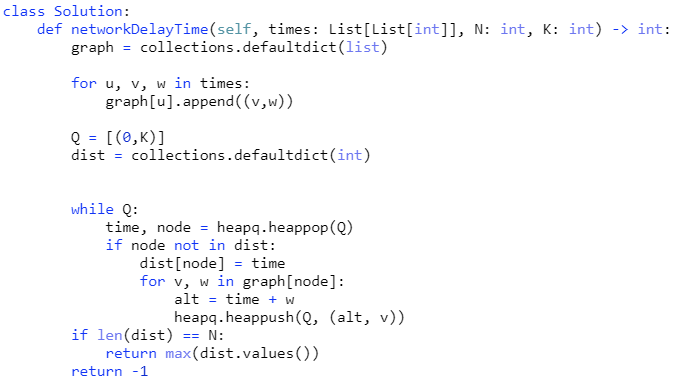 class Solution:
    def networkDelayTime(self, times: List[List[int]], N: int, K: int) -> int:
        graph = collections.defaultdict(list)
        for u, v, w in times:
            graph[u].append((v,w))
        Q = [(0,K)]
        dist = collections.defaultdict(int)
        while Q:
            time, node = heapq.heappop(Q)
            if node not in dist:
                dist[node] = time
                for v, w in graph[node]:
                    alt = time + w
                    heapq.heappush(Q, (alt, v))
        if len(dist) == N:
            return max(dist.values())
        return -1